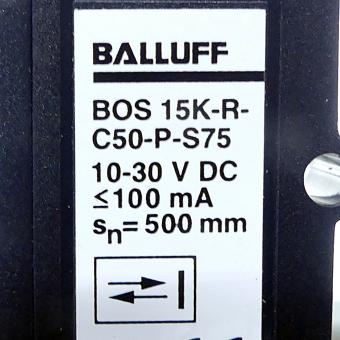 BALLUFF
BOS 15K-R-
C50-P-S75
10-30 V DC
≤100 mA
sn=500 mm